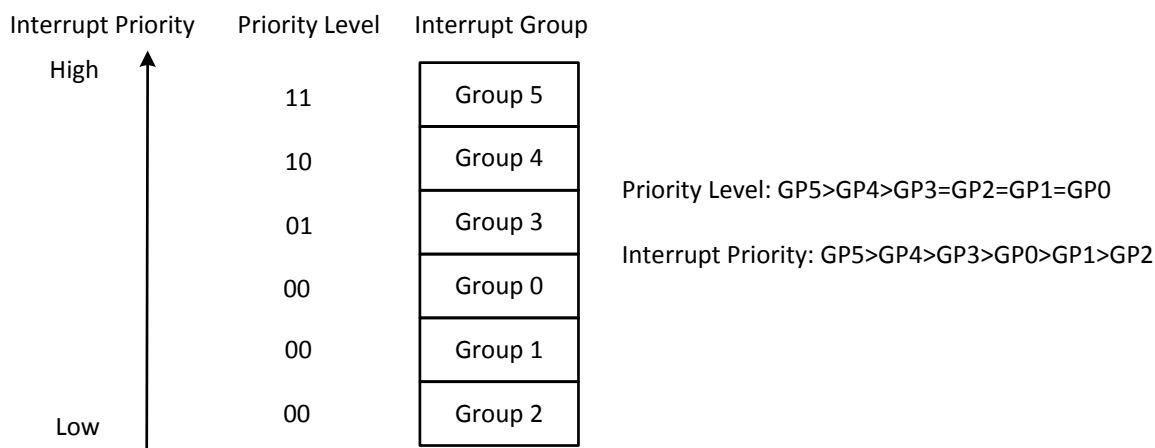 Interrupt Priority Priority Level Interrupt Group
High
11 Group 5
10 Group 4
Priority Level: GP5>GP4>GP3=GP2=GP1=GP0
01 Group 3
Interrupt Priority: GP5>GP4>GP3>GP0>GP1>GP2
00 Group 0
00 Group 1
00 Group 2
Low